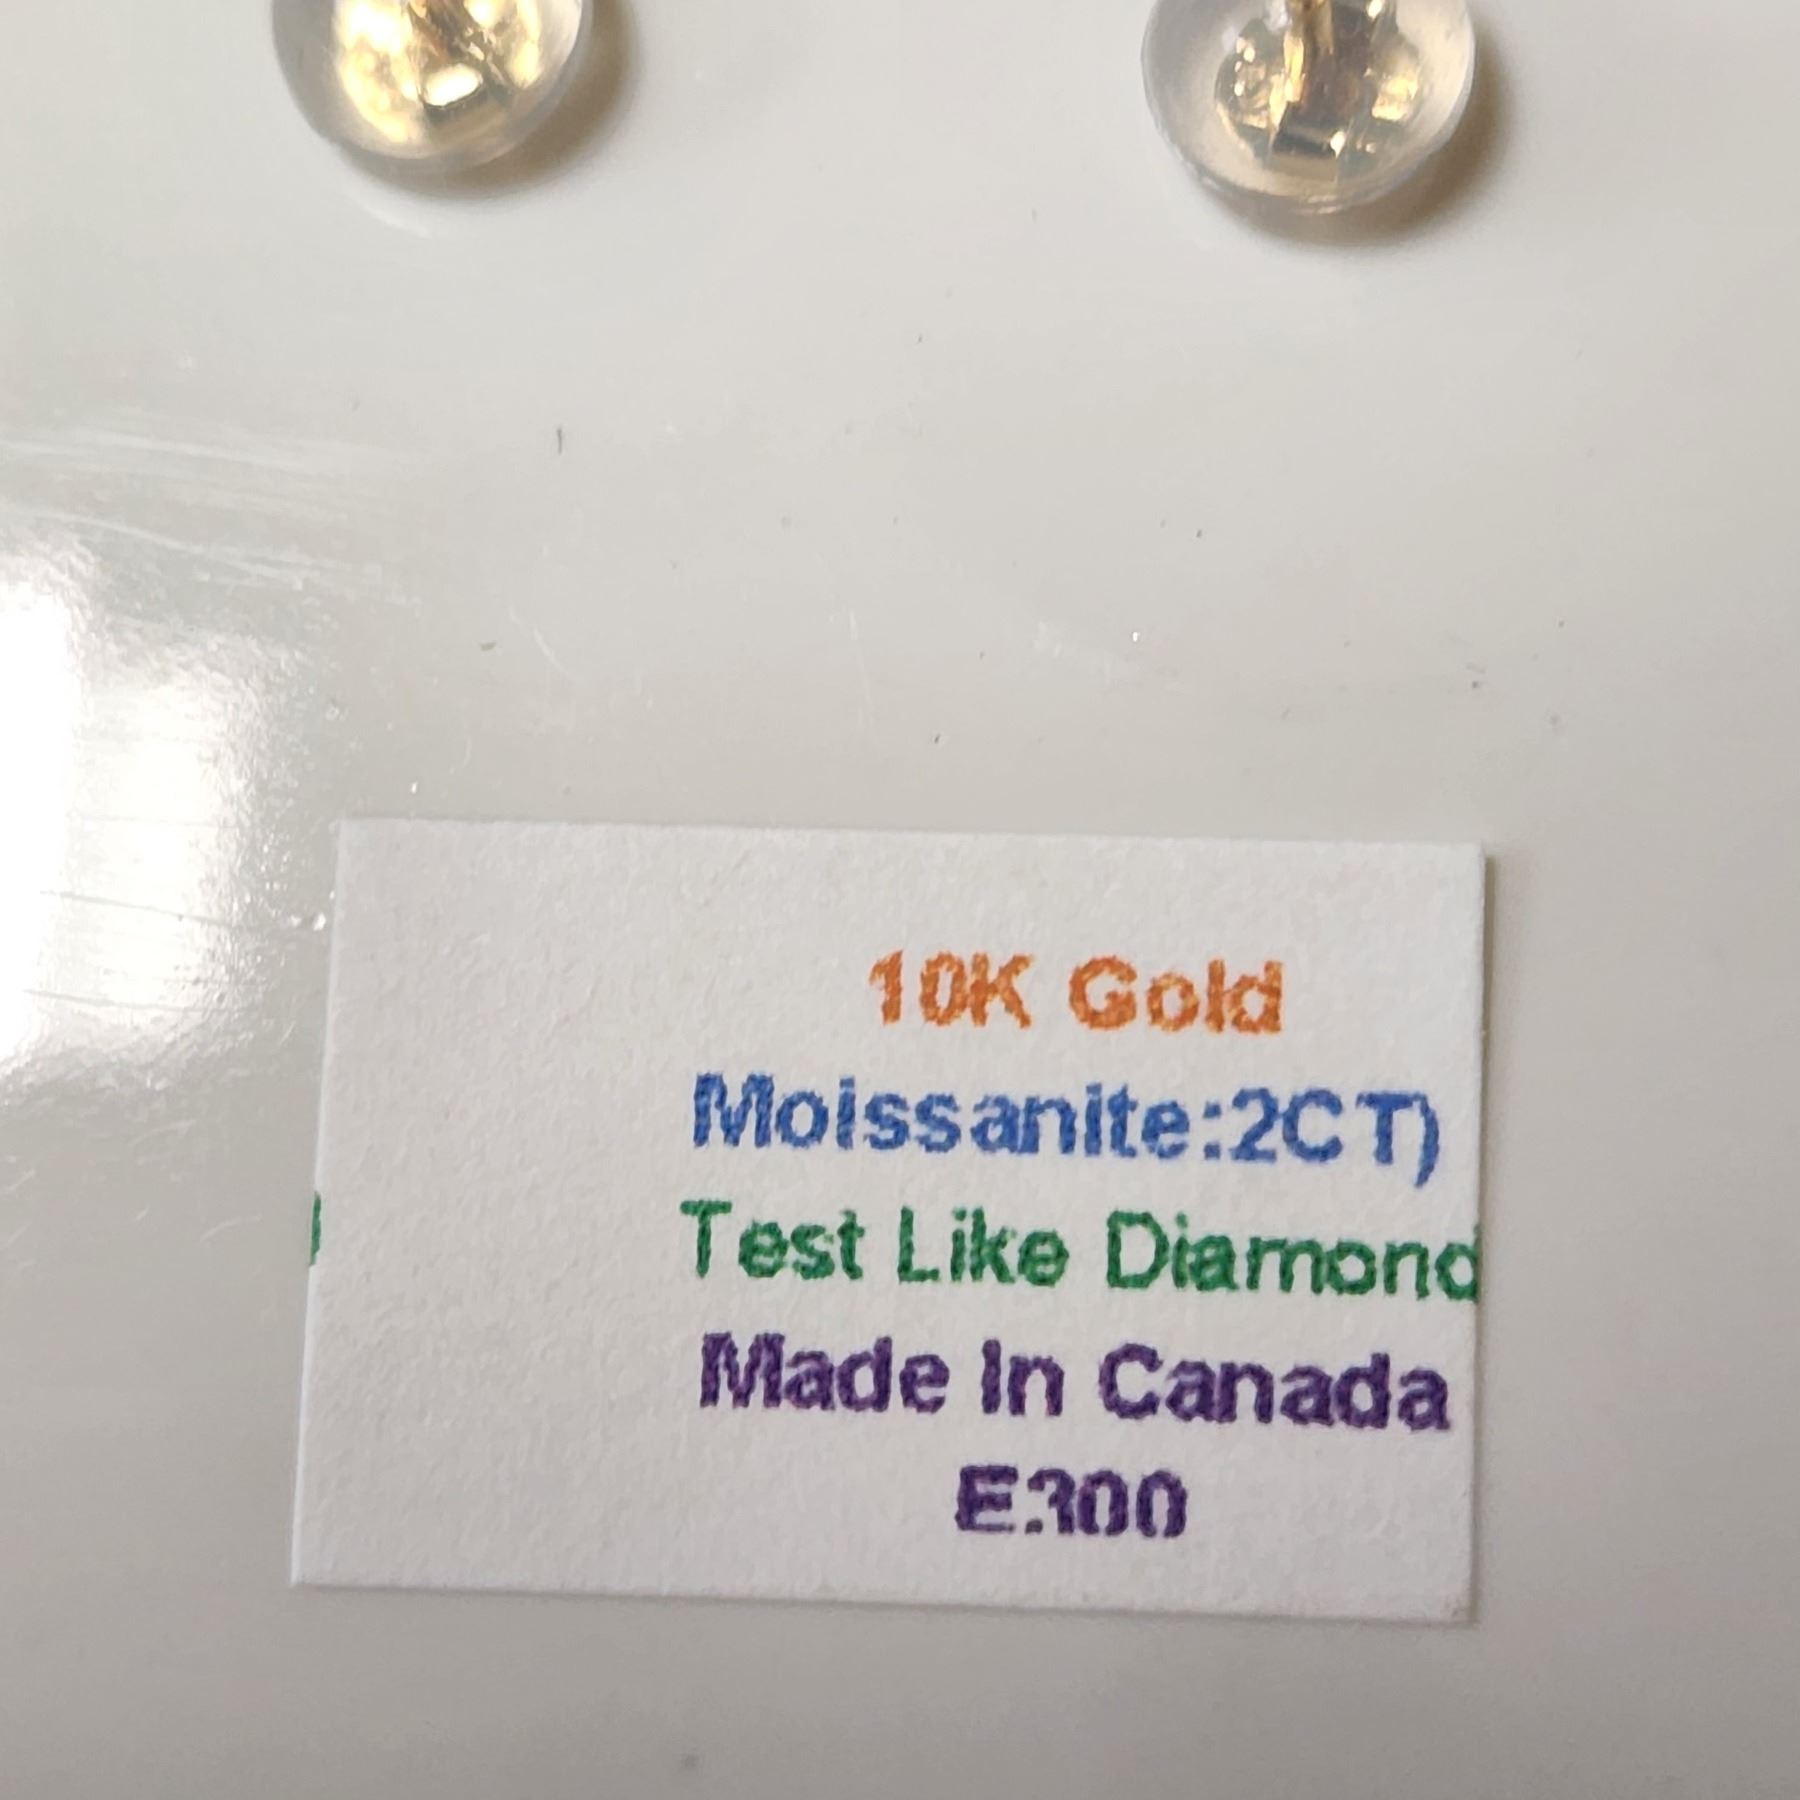 10K Gold
Moissanite:2CT)
Test Like Diamond
Made In Canada
E300